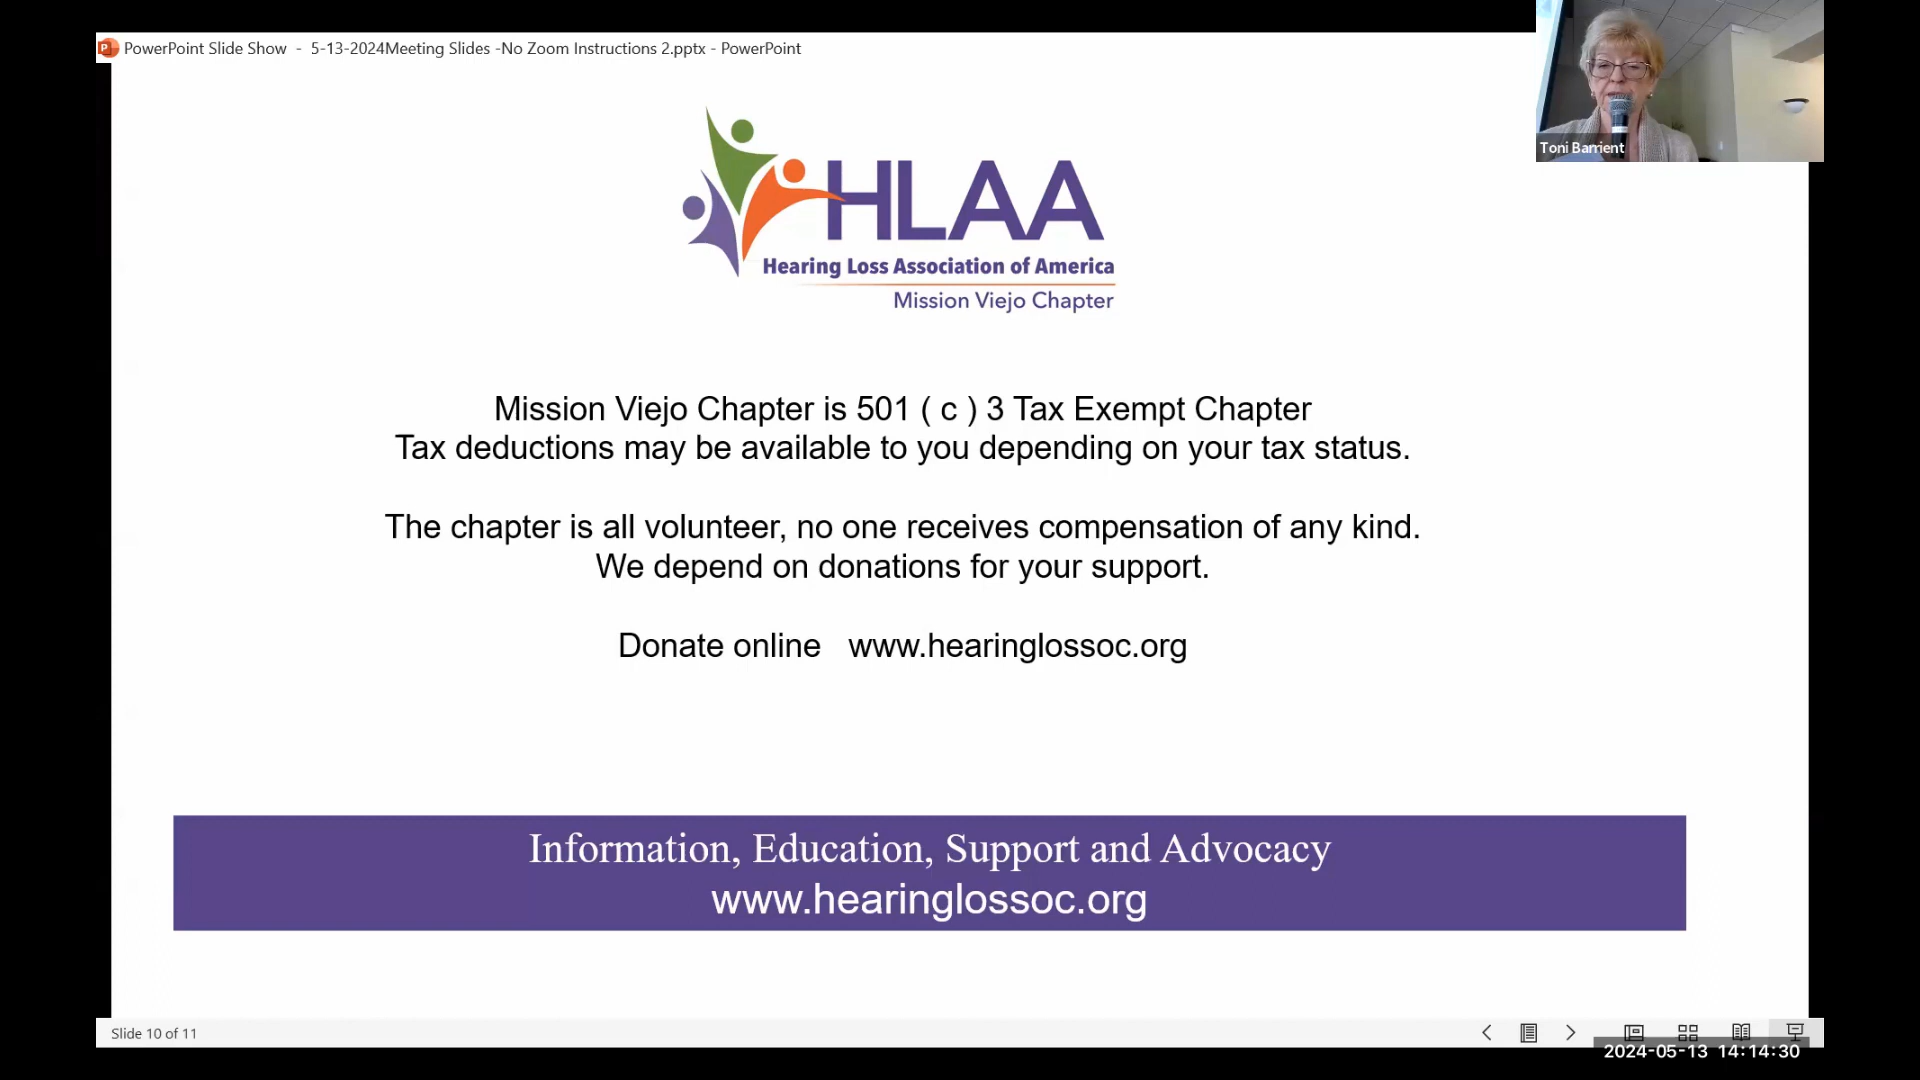 PowerPoint Slide Show - 5-13-2024Meeting Slides -No Zoom Instructions 2.pptx - PowerPoint
Toni Barrient
HLAA
Hearing Loss Association of America
Mission Viejo Chapter
Mission Viejo Chapter is 501 ( c ) 3 Tax Exempt Chapter
Tax deductions may be available to you depending on your tax status.
The chapter is all volunteer, no one receives compensation of any kind.
We depend on donations for your support.
Donate online www.hearinglossoc.org
Information, Education, Support and Advocacy
www.hearinglossoc.org
Slide 10 of 11
2024-05-13 14:14:30